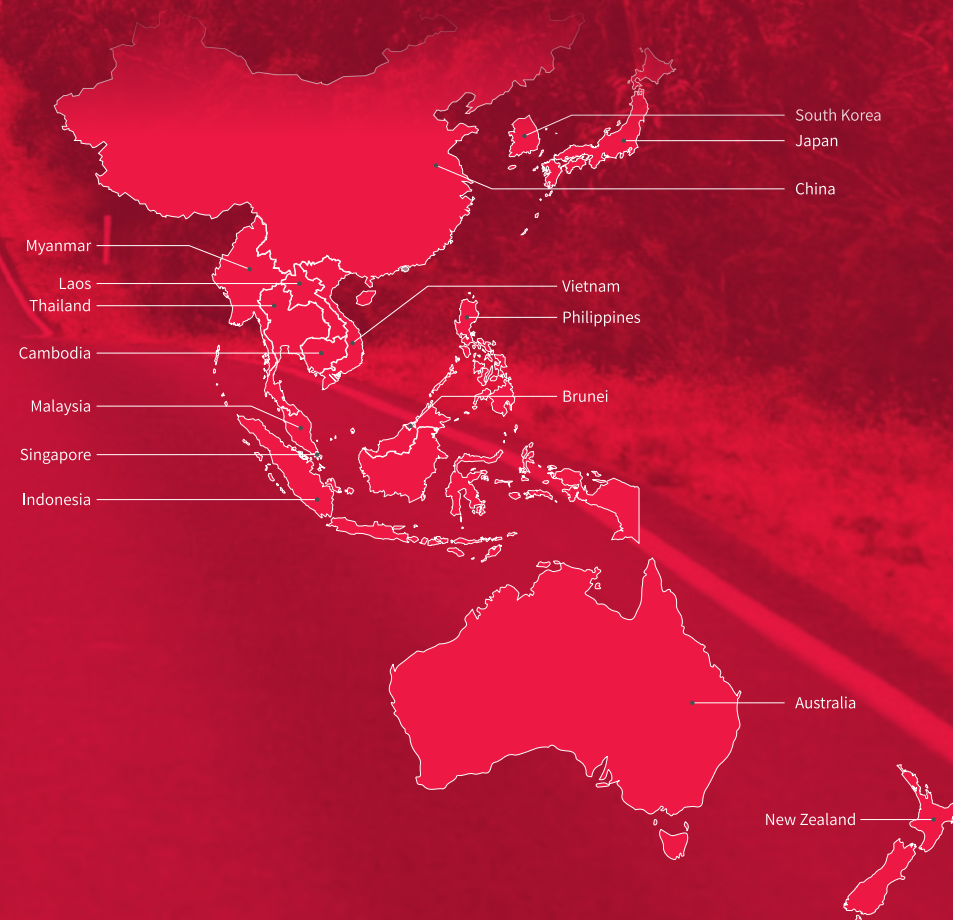 South Korea
Japan
China
Myanmar
Laos
Thailand
Cambodia
Malaysia
Singapore
Indonesia
Vietnam
Philippines
Brunei
Australia
New Zealand